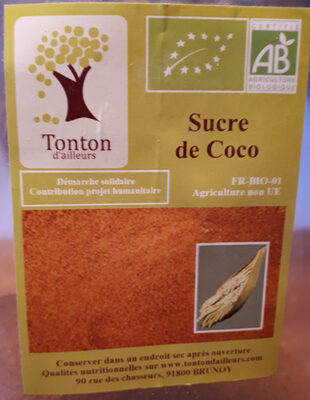 Tonton
d'ailleurs
AB
AGRICULTURE
BIOLOGIQUE
Sucre
de Coco
Démarche solidaire
Contribution projet humanitaire
FR-BIO-01
Agriculture non UE
Conserver dans un endroit sec après ouverture
Qualités nutritionnelles sur www.tontondailleurs.com
90 rue des chasseurs, 91800 BRUNOY